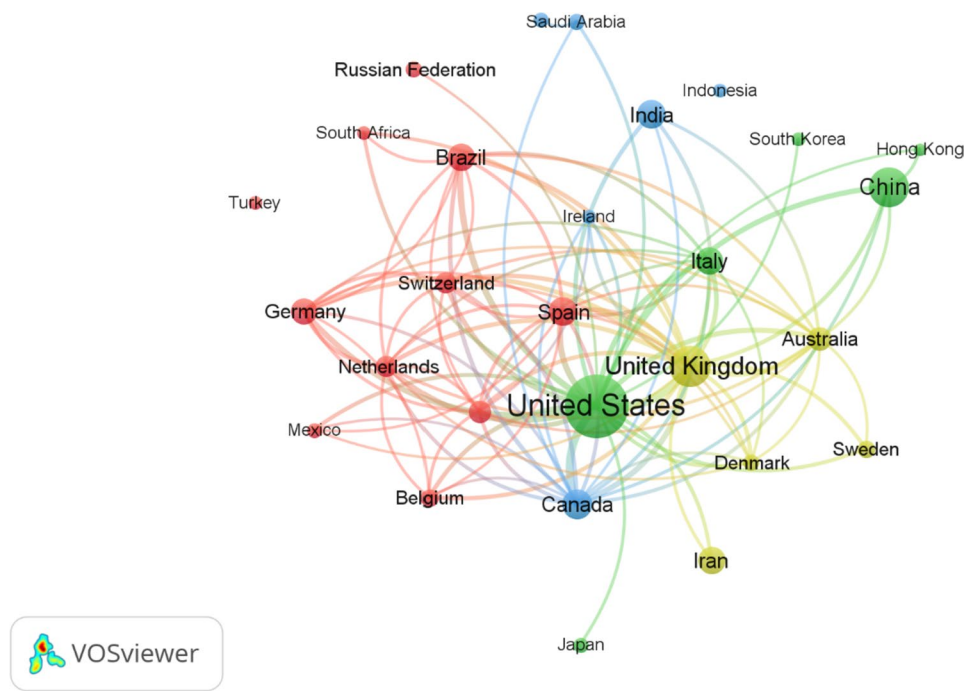 Saudi Arabia
Russian Federation
Indonesia
India
South Africa
South Korea
Hong Kong
Brazil
China
Turkey
Ireland
Italy
Switzerland
Germany
Spain
Australia
Netherlands
United Kingdom
United States
Mexico
Sweden
Denmark
Belgium
Canada
Iran
Japan
VOSviewer